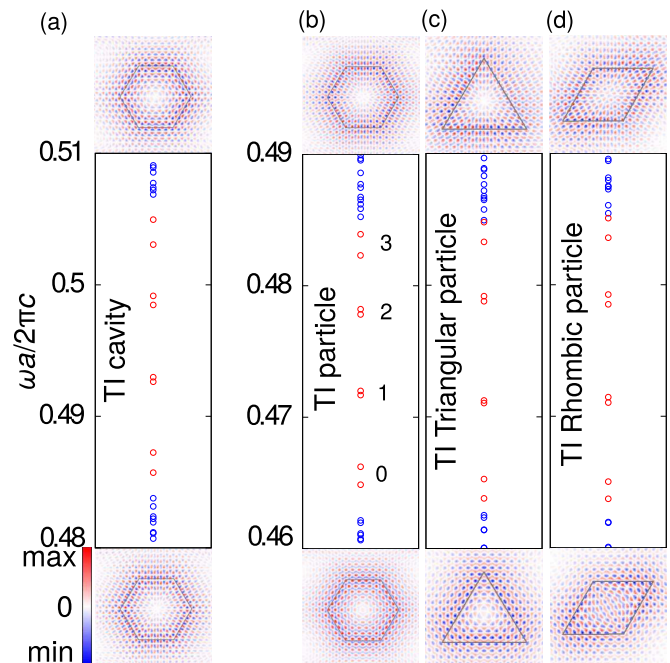 (a) (b) (c) (d)
0.51 0.49
0.5 0.48
0.49 0.47
0.48 0.46
ωa/2πc
TI cavity
TI particle
3
2
1
0
TI Triangular particle
TI Rhombic particle
max
0
min